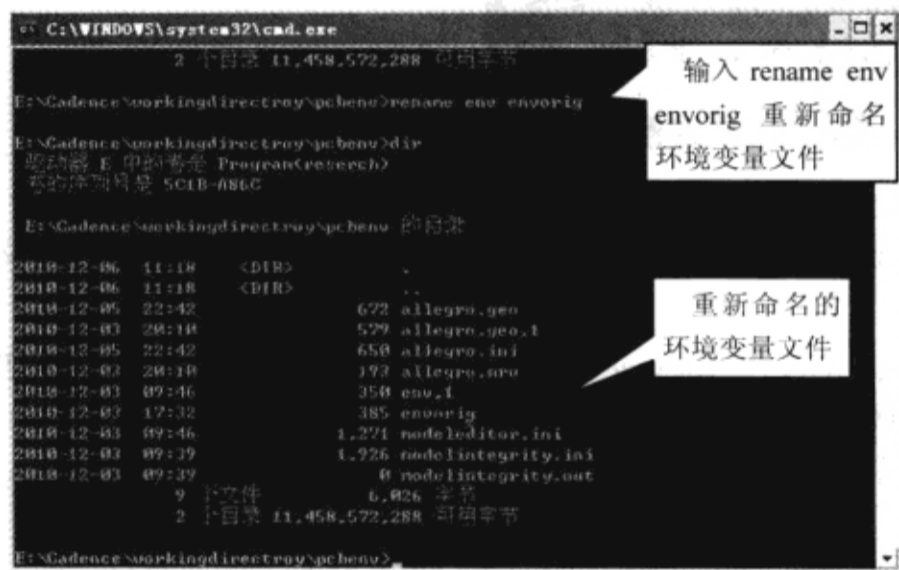 C:\WINDOWS\system32\cmd.exe
2 个目录 11,458,572,288 可用字节
E:\Cadence\workingdirectroy\pcbenv>rename env envorig
输入 rename env
envorig 重新命名
环境变量文件
E:\Cadence\workingdirectroy\pcbenv>dir
驱动器 E 中的卷是 Program(reserch)
卷的序列号是 5C1B-A86C
E:\Cadence\workingdirectroy\pcbenv 的目录
2010-12-06 11:18 <DIR> .
2010-12-06 11:18 <DIR> ..
2010-12-05 22:42 672 allegro.geo
2010-12-03 20:10 579 allegro.geo,1
2010-12-05 22:42 650 allegro.ini
2010-12-03 20:10 193 allegro.mru
2010-12-03 09:46 350 env,1
2010-12-03 17:32 385 envorig
2010-12-03 09:46 1,271 modeleditor.ini
2010-12-03 09:39 1,926 modelintegrity.ini
2010-12-03 09:39 0 modelintegrity.out
9 个文件 6,026 字节
2 个目录 11,458,572,288 可用字节
重新命名的
环境变量文件
E:\Cadence\workingdirectroy\pcbenv>_